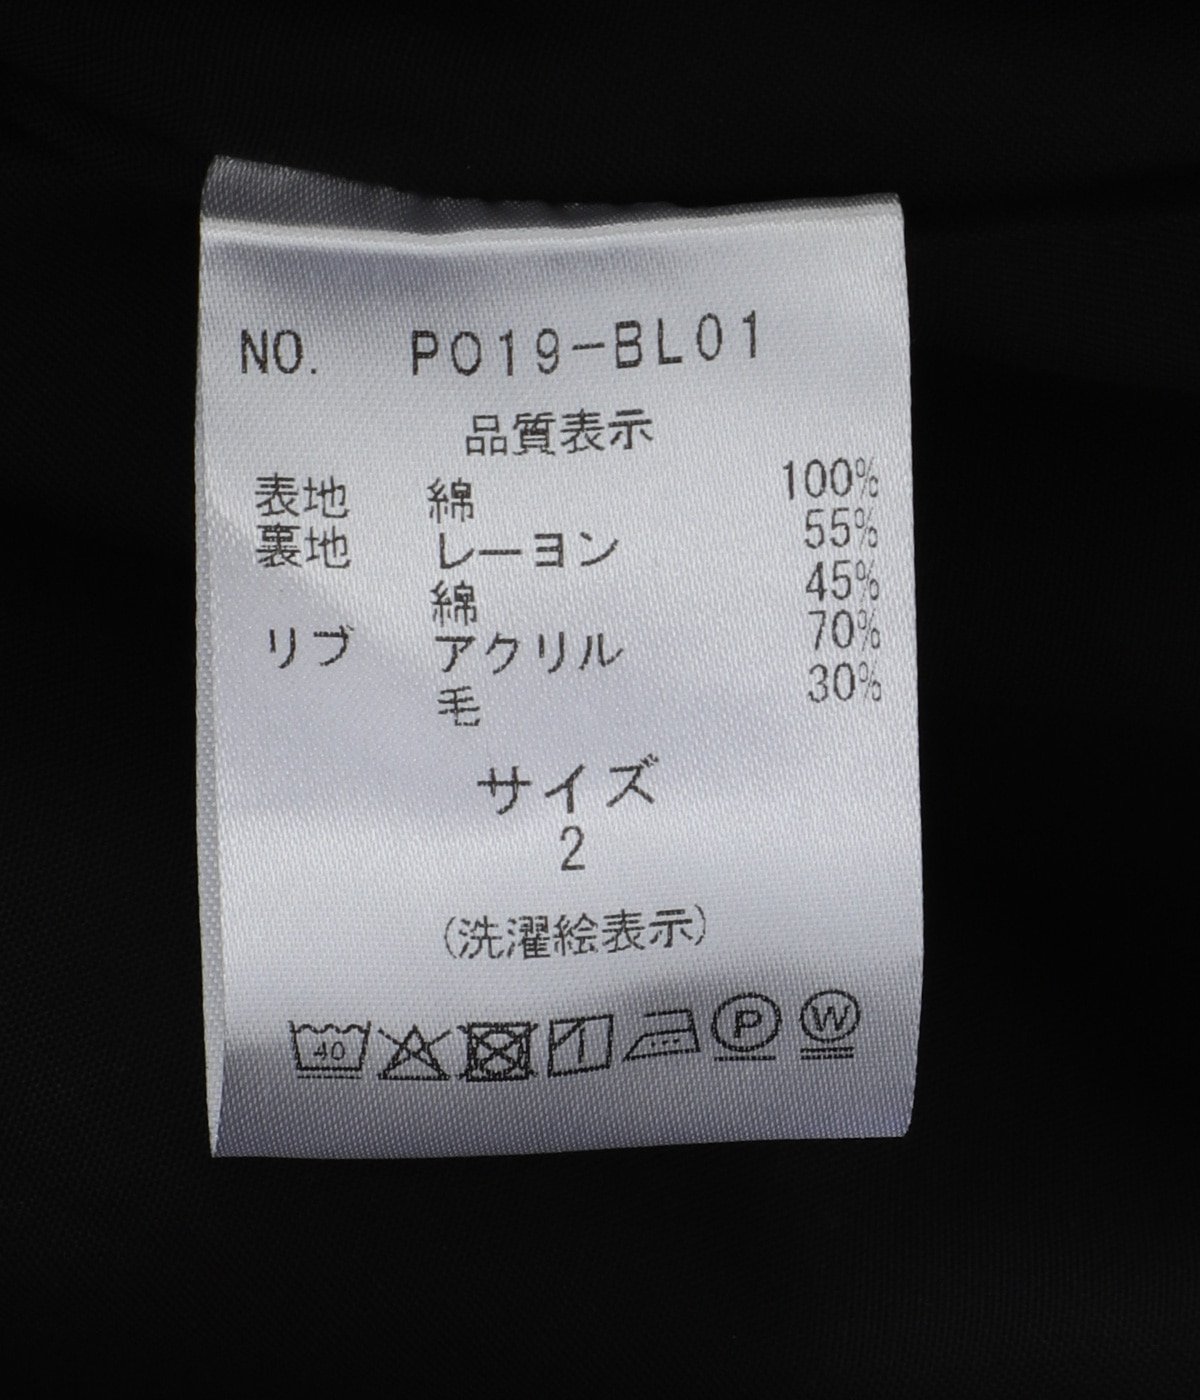 NO. PO19-BL01
品質表示
表地 綿 100%
裏地 レーヨン 55%
綿 45%
リブ アクリル 70%
毛 30%
サイズ
2
(洗濯絵表示)
40 P W